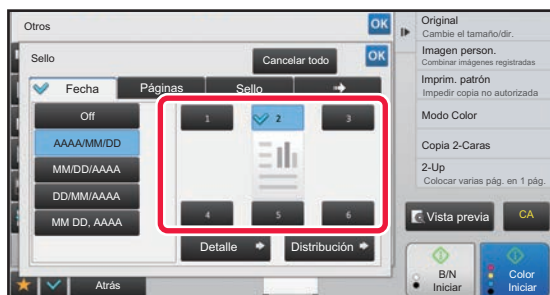 Otros
OK
Sello
Cancelar todo
OK
Fecha
Páginas
Sello
Off
AAAA/MM/DD
MM/DD/AAAA
DD/MM/AAAA
MM DD, AAAA
1
2
3
4
5
6
Detalle
Distribución
Atrás
Original
Cambie el tamaño/dir.
Imagen person.
Combinar imágenes registradas
Imprim. patrón
Impedir copia no autorizada
Modo Color
Copia 2-Caras
2-Up
Colocar varias pág. en 1 pág.
Vista previa
CA
B/N
Iniciar
Color
Iniciar